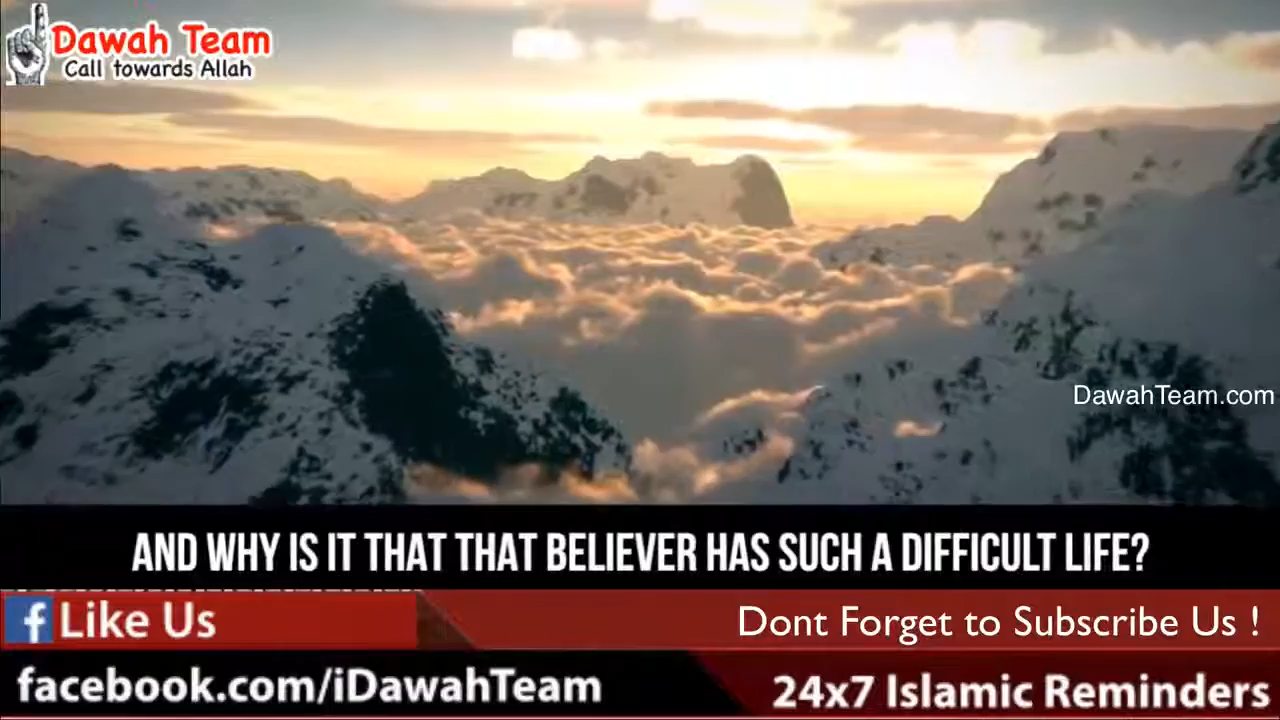 Dawah Team
Call towards Allah
DawahTeam.com
AND WHY IS IT THAT THAT BELIEVER HAS SUCH A DIFFICULT LIFE?
f Like Us
Dont Forget to Subscribe Us !
facebook.com/iDawahTeam
24x7 Islamic Reminders